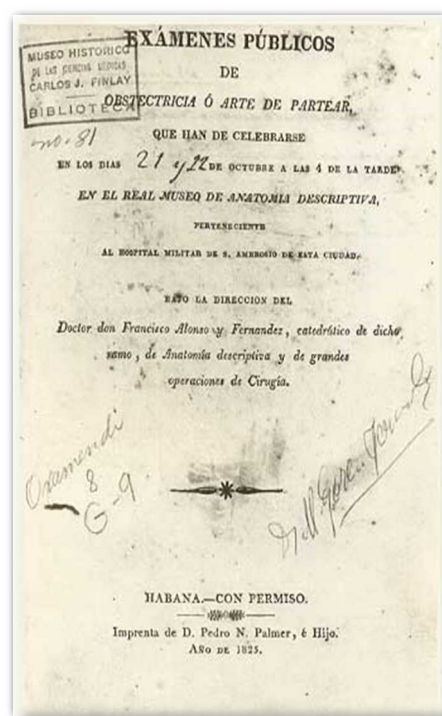 EXÁMENES PÚBLICOS
MUSEO HISTORICO
DE LAS CIENCIAS MEDICAS
CARLOS J. FINLAY
BIBLIOTECA
DE
OBSTECTRICIA Ó ARTE DE PARTEAR,
no. 81
QUE HAN DE CELEBRARSE
EN LOS DIAS 21 y 22 DE OCTUBRE A LAS 4 DE LA TARDE
EN EL REAL MUSEO DE ANATOMIA DESCRIPTIVA,
PERTENECIENTE
AL HOSPITAL MILITAR DE S. AMBROSIO DE ESTA CIUDAD.
BAJO LA DIRECCION DEL
Doctor don Francisco Alonso y Fernandez, catedrático de dicho
ramo, de Anatomía descriptiva y de grandes
operaciones de Cirugía.
Oxamendi
8
G-9
HABANA.—CON PERMISO.
Imprenta de D. Pedro N. Palmer, é Hijo.
AÑO DE 1825.